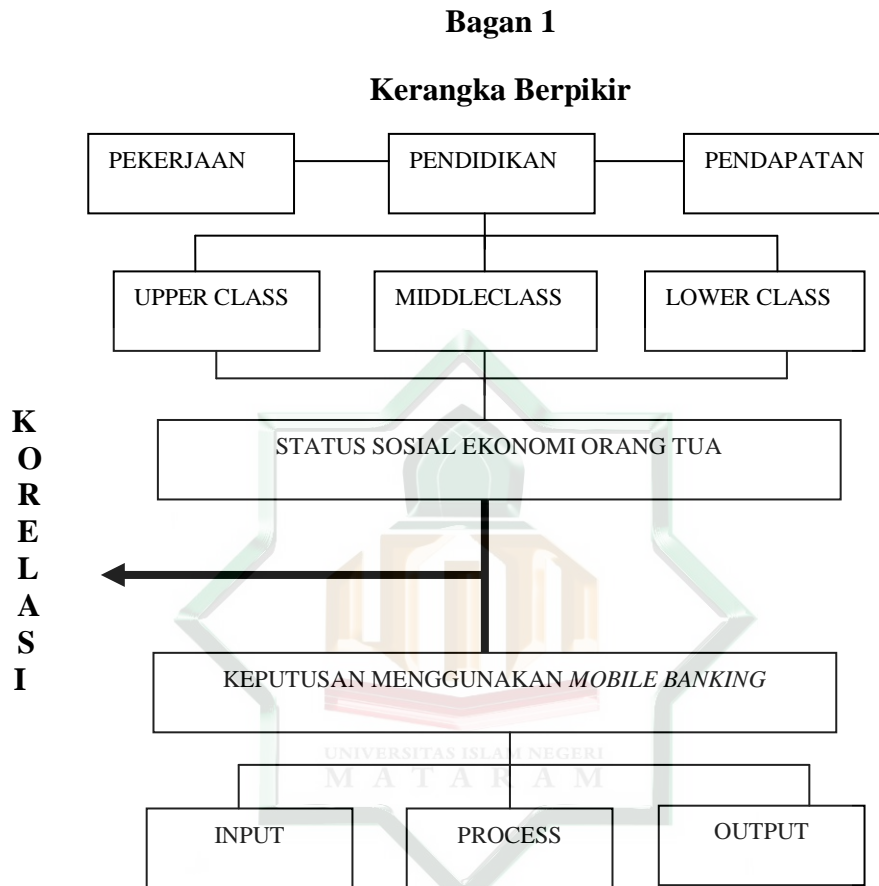 Bagan 1
Kerangka Berpikir
PEKERJAAN
PENDIDIKAN
PENDAPATAN
UPPER CLASS
MIDDLECLASS
LOWER CLASS
STATUS SOSIAL EKONOMI ORANG TUA
K
O
R
E
L
A
S
I
KEPUTUSAN MENGGUNAKAN MOBILE BANKING
UNIVERSITAS ISLAM NEGERI
MATARAM
INPUT
PROCESS
OUTPUT